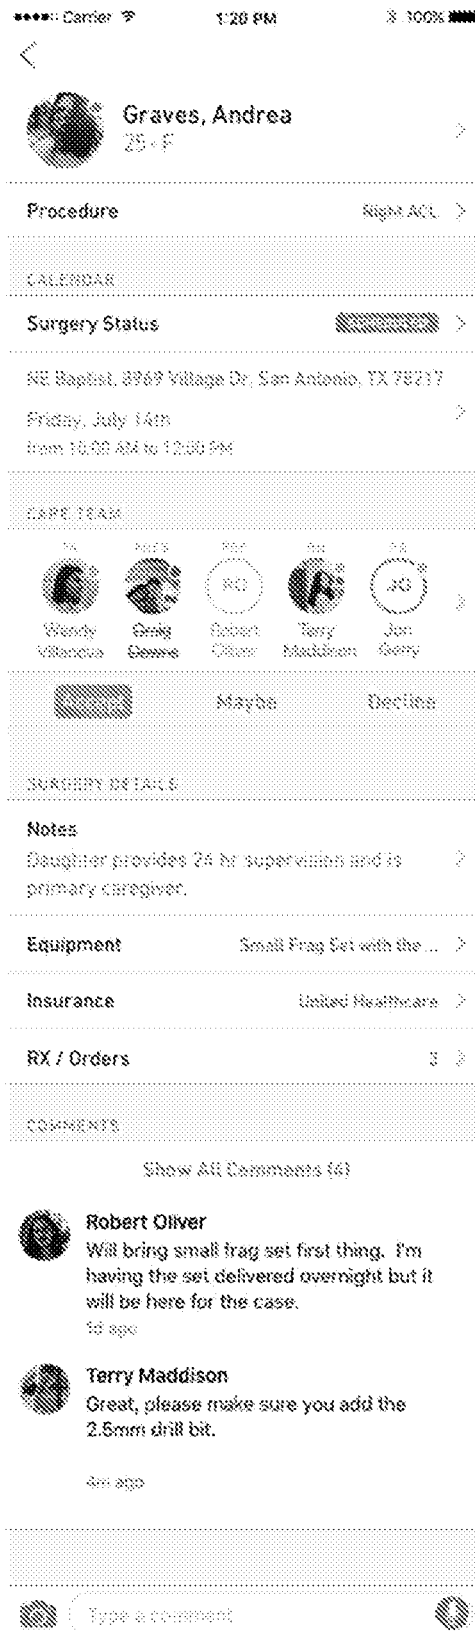 Carrier 1:20 PM 100%
Graves, Andrea
25 - F
Procedure Right ACL
CALENDAR
Surgery Status
NE Baptist, 8969 Village Dr, San Antonio, TX 78217
Friday, July 14th
from 10:00 AM to 12:00 PM
CARE TEAM
RO JG
Wendy Craig Robert Terry Jon
Villanova Downs Oliver Maddison Gerry
Maybe Decline
SURGERY DETAILS
Notes
Daughter provides 24 hr supervision and is
primary caregiver.
Equipment Small Frag Set with the ...
Insurance United Healthcare
RX / Orders 3
COMMENTS
Show All Comments (4)
Robert Oliver
Will bring small frag set first thing. I'm
having the set delivered overnight but it
will be here for the case.
1d ago
Terry Maddison
Great, please make sure you add the
2.5mm drill bit.
4m ago
Type a comment